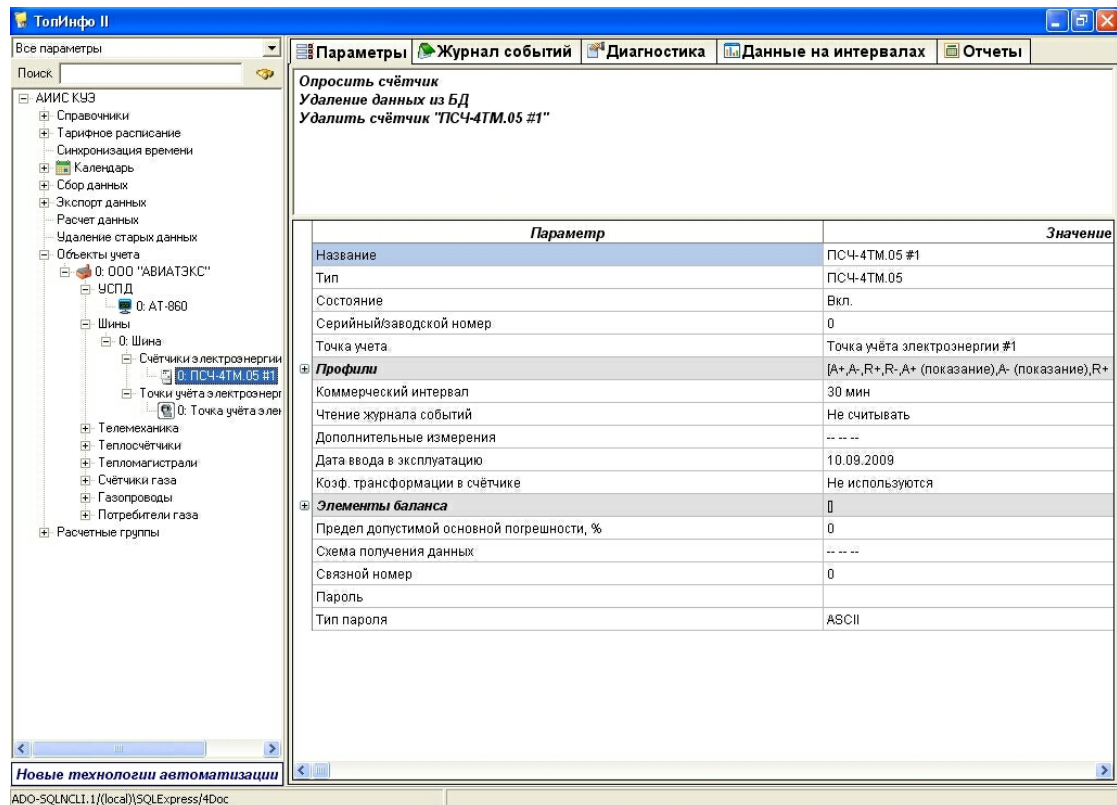 ТопИнфо II
Все параметры
Поиск
АИИС КУЭ
Справочники
Тарифное расписание
Синхронизация времени
Календарь
Сбор данных
Экспорт данных
Расчет данных
Удаление старых данных
Объекты учета
0: ООО "АВИАТЭКС"
УСПД
0: АТ-860
Шины
0: Шина
Счётчики электроэнергии
0: ПСЧ-4ТМ.05 #1
Точки учёта электроэнерг
0: Точка учёта элек
Телемеханика
Теплосчётчики
Тепломагистрали
Счётчики газа
Газопроводы
Потребители газа
Расчетные группы
Новые технологии автоматизации
Параметры Журнал событий Диагностика Данные на интервалах Отчеты
Опросить счётчик
Удаление данных из БД
Удалить счётчик "ПСЧ-4ТМ.05 #1"
Параметр Значение
Название ПСЧ-4ТМ.05 #1
Тип ПСЧ-4ТМ.05
Состояние Вкл.
Серийный/заводской номер 0
Точка учета Точка учёта электроэнергии #1
Профили [A+,A-,R+,R-,A+ (показание),A- (показание),R+
Коммерческий интервал 30 мин
Чтение журнала событий Не считывать
Дополнительные измерения -- -- --
Дата ввода в эксплуатацию 10.09.2009
Коэф. трансформации в счётчике Не используются
Элементы баланса []
Предел допустимой основной погрешности, % 0
Схема получения данных -- -- --
Связной номер 0
Пароль
Тип пароля ASCII
ADO-SQLNCLI.1/(local)\SQLExpress/4Doc